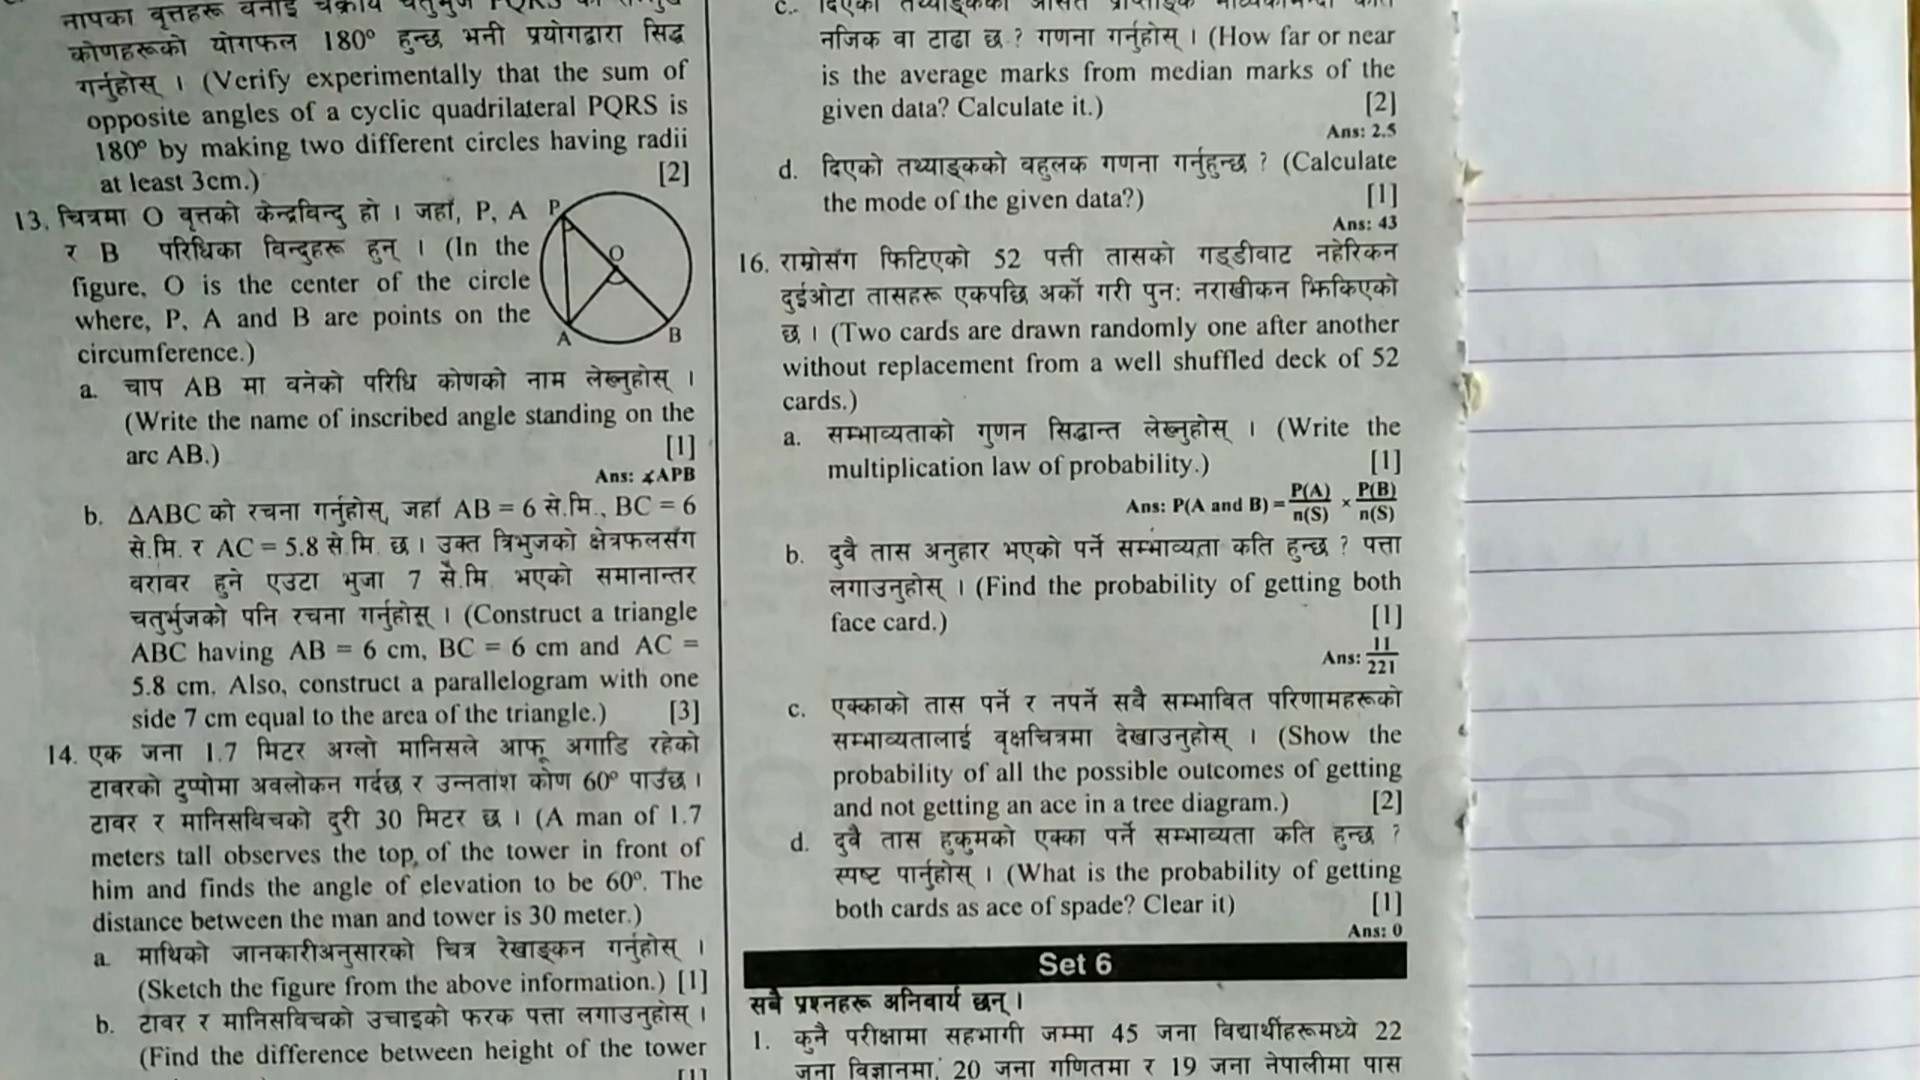 नापका वृत्तहरू बनाई चक्रीय चतुर्भुज PQRS का सम्मुख
कोणहरूको योगफल 180° हुन्छ भनी प्रयोगद्वारा सिद्ध
गर्नुहोस् । (Verify experimentally that the sum of
opposite angles of a cyclic quadrilateral PQRS is
180° by making two different circles having radii
at least 3cm.) [2]
13. चित्रमा O वृत्तको केन्द्रविन्दु हो । जहाँ, P, A
र B परिधिका विन्दुहरू हुन् । (In the
figure, O is the center of the circle
where, P, A and B are points on the
circumference.)
P
O
A
B
a. चाप AB मा बनेको परिधि कोणको नाम लेख्नुहोस् ।
(Write the name of inscribed angle standing on the
arc AB.) [1]
Ans: ∡APB
b. ΔABC को रचना गर्नुहोस्, जहाँ AB = 6 से.मि., BC = 6
से.मि. र AC = 5.8 से.मि. छ । उक्त त्रिभुजको क्षेत्रफलसँग
बराबर हुने एउटा भुजा 7 से.मि. भएको समानान्तर
चतुर्भुजको पनि रचना गर्नुहोस् । (Construct a triangle
ABC having AB = 6 cm, BC = 6 cm and AC =
5.8 cm. Also, construct a parallelogram with one
side 7 cm equal to the area of the triangle.) [3]
14. एक जना 1.7 मिटर अग्लो मानिसले आफू अगाडि रहेको
टावरको टुप्पोमा अवलोकन गर्दछ र उन्नतांश कोण 60° पाउँछ ।
टावर र मानिसबिचको दुरी 30 मिटर छ । (A man of 1.7
meters tall observes the top of the tower in front of
him and finds the angle of elevation to be 60°. The
distance between the man and tower is 30 meter.)
a. माथिको जानकारीअनुसारको चित्र रेखाङ्कन गर्नुहोस् ।
(Sketch the figure from the above information.) [1]
b. टावर र मानिसबिचको उचाइको फरक पत्ता लगाउनुहोस् ।
(Find the difference between height of the tower
[1]
c. दिएको तथ्याङ्कको औसत प्राप्ताङ्क
नजिक वा टाढा छ ? गणना गर्नुहोस् । (How far or near
is the average marks from median marks of the
given data? Calculate it.) [2]
Ans: 2.5
d. दिएको तथ्याङ्कको बहुलक गणना गर्नुहुन्छ ? (Calculate
the mode of the given data?) [1]
Ans: 43
16. राम्रोसँग फिटिएको 52 पत्ती तासको गड्डीबाट नहेरिकन
दुईओटा तासहरू एकपछि अर्को गरी पुन: नराखीकन झिकिएको
छ । (Two cards are drawn randomly one after another
without replacement from a well shuffled deck of 52
cards.)
a. सम्भाव्यताको गुणन सिद्धान्त लेख्नुहोस् । (Write the
multiplication law of probability.) [1]
Ans: P(A and B) = P(A)/n(S) × P(B)/n(S)
b. दुवै तास अनुहार भएको पर्ने सम्भाव्यता कति हुन्छ ? पत्ता
लगाउनुहोस् । (Find the probability of getting both
face card.) [1]
Ans: 11/221
c. एक्काको तास पर्ने र नपर्ने सबै सम्भावित परिणामहरूको
सम्भाव्यतालाई वृक्षचित्रमा देखाउनुहोस् । (Show the
probability of all the possible outcomes of getting
and not getting an ace in a tree diagram.) [2]
d. दुवै तास हुकुमको एक्का पर्ने सम्भाव्यता कति हुन्छ ?
स्पष्ट पार्नुहोस् । (What is the probability of getting
both cards as ace of spade? Clear it) [1]
Ans: 0
Set 6
सबै प्रश्नहरू अनिवार्य छन् ।
1. कुनै परीक्षामा सहभागी जम्मा 45 जना विद्यार्थीहरूमध्ये 22
जना विज्ञानमा, 20 जना गणितमा र 19 जना नेपालीमा पास